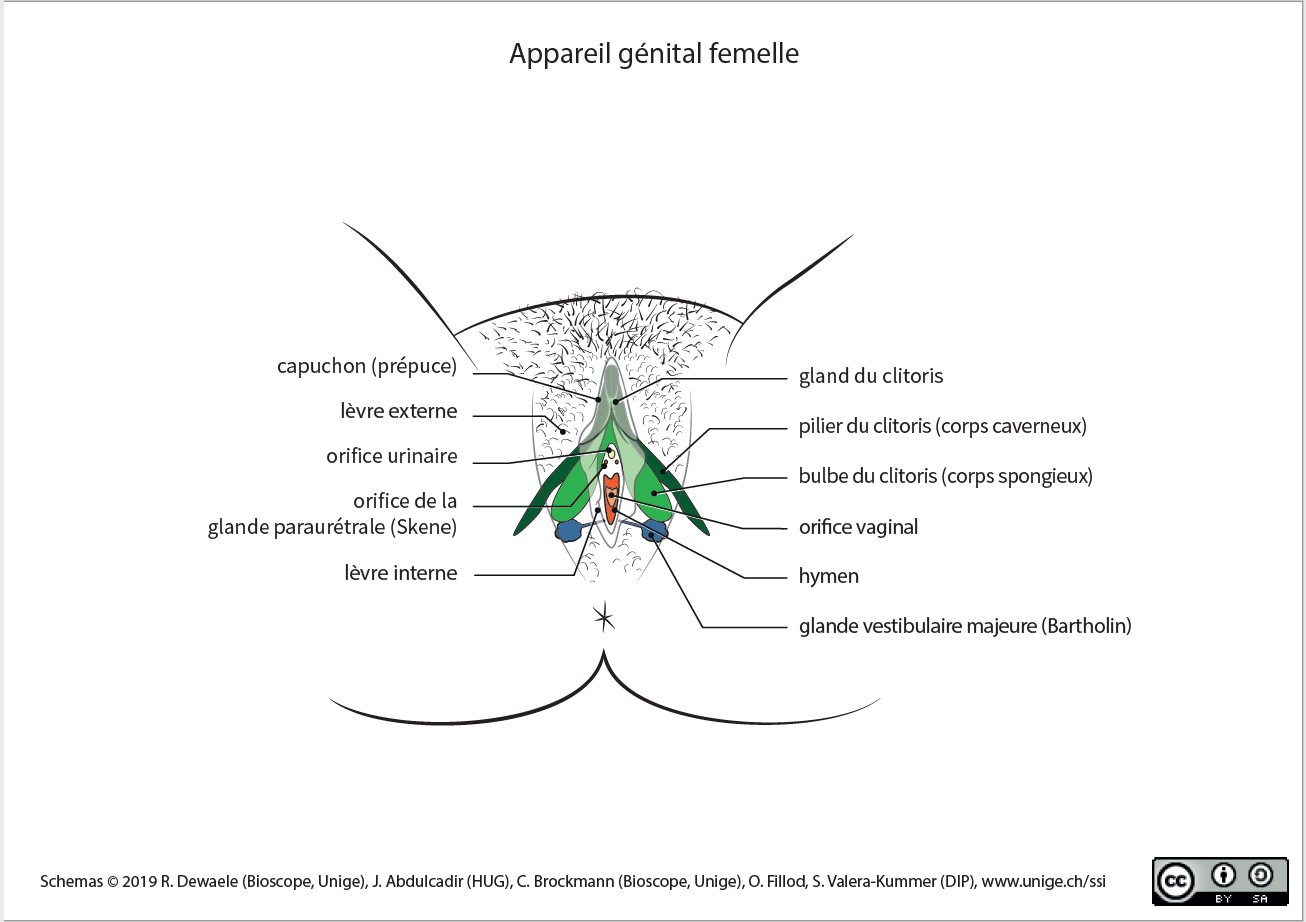 Appareil génital femelle
capuchon (prépuce)
lèvre externe
orifice urinaire
orifice de la
glande paraurétrale (Skene)
lèvre interne
gland du clitoris
pilier du clitoris (corps caverneux)
bulbe du clitoris (corps spongieux)
orifice vaginal
hymen
glande vestibulaire majeure (Bartholin)
Schemas © 2019 R. Dewaele (Bioscope, Unige), J. Abdulcadir (HUG), C. Brockmann (Bioscope, Unige), O. Fillod, S. Valera-Kummer (DIP), www.unige.ch/ssi
cc
BY SA